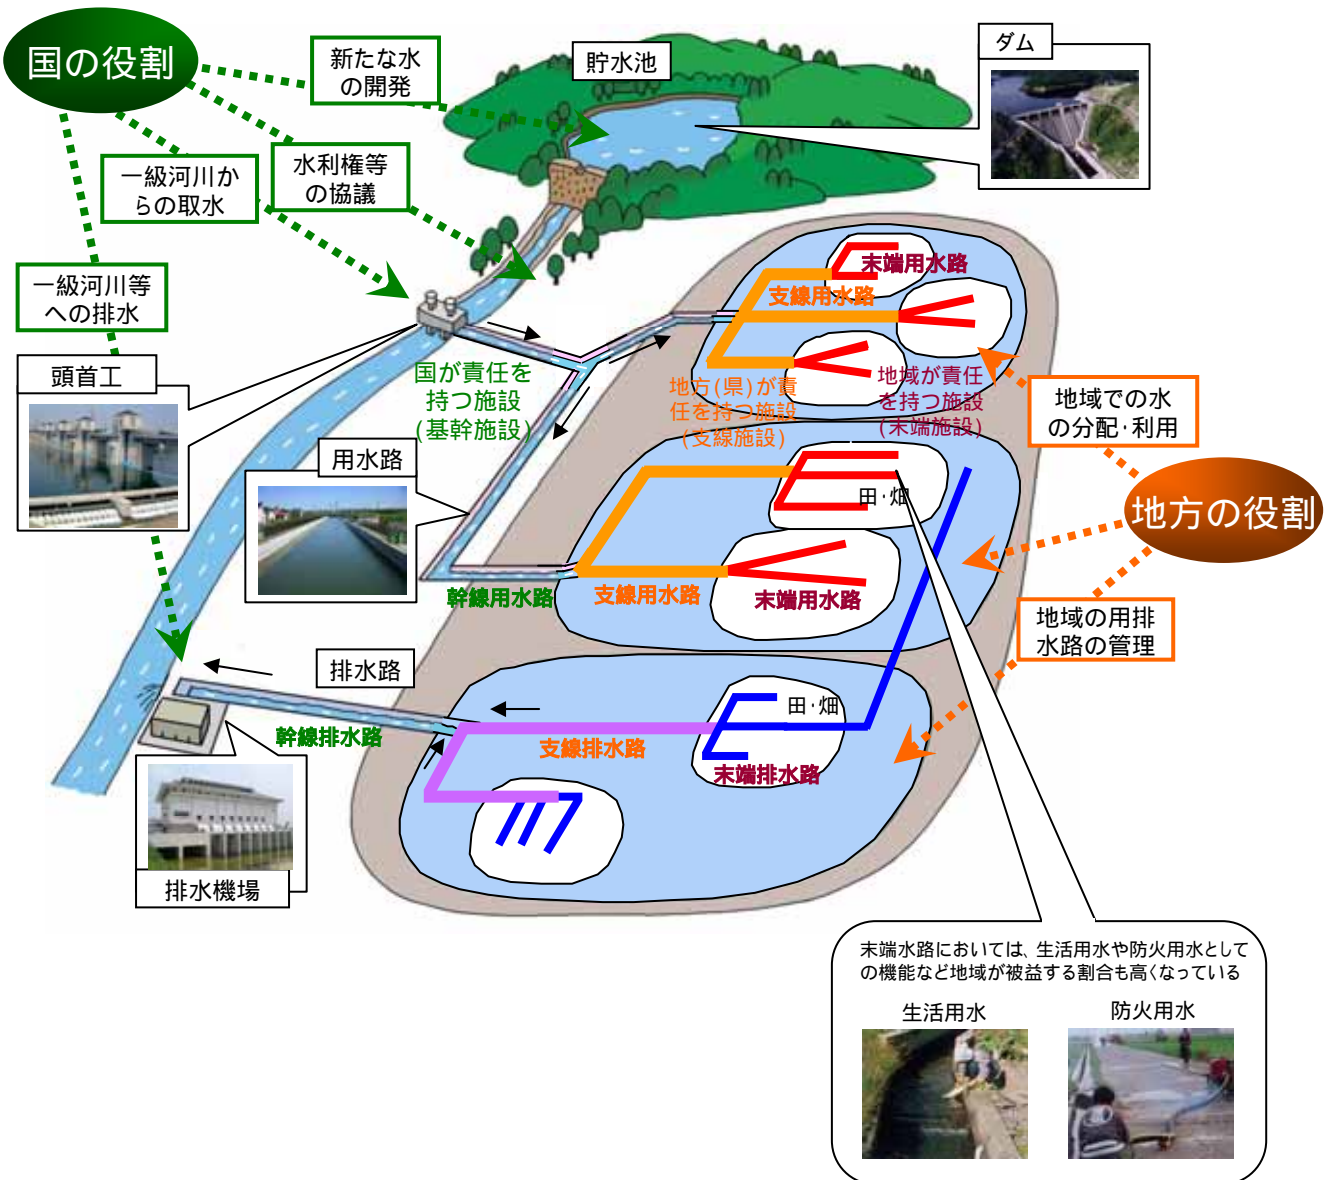 国の役割
新たな水
の開発
貯水池
ダム
一級河川か
らの取水
水利権等
の協議
一級河川等
への排水
頭首工
末端用水路
支線用水路
国が責任を
持つ施設
(基幹施設)
地方(県)が責
任を持つ施設
(支線施設)
地域が責任
を持つ施設
(末端施設)
地域での水
の分配・利用
用水路
田・畑
地方の役割
幹線用水路
支線用水路
末端用水路
地域の用排
水路の管理
排水路
田・畑
幹線排水路
支線排水路
末端排水路
排水機場
末端水路においては、生活用水や防火用水として
の機能など地域が被益する割合も高くなっている
生活用水
防火用水